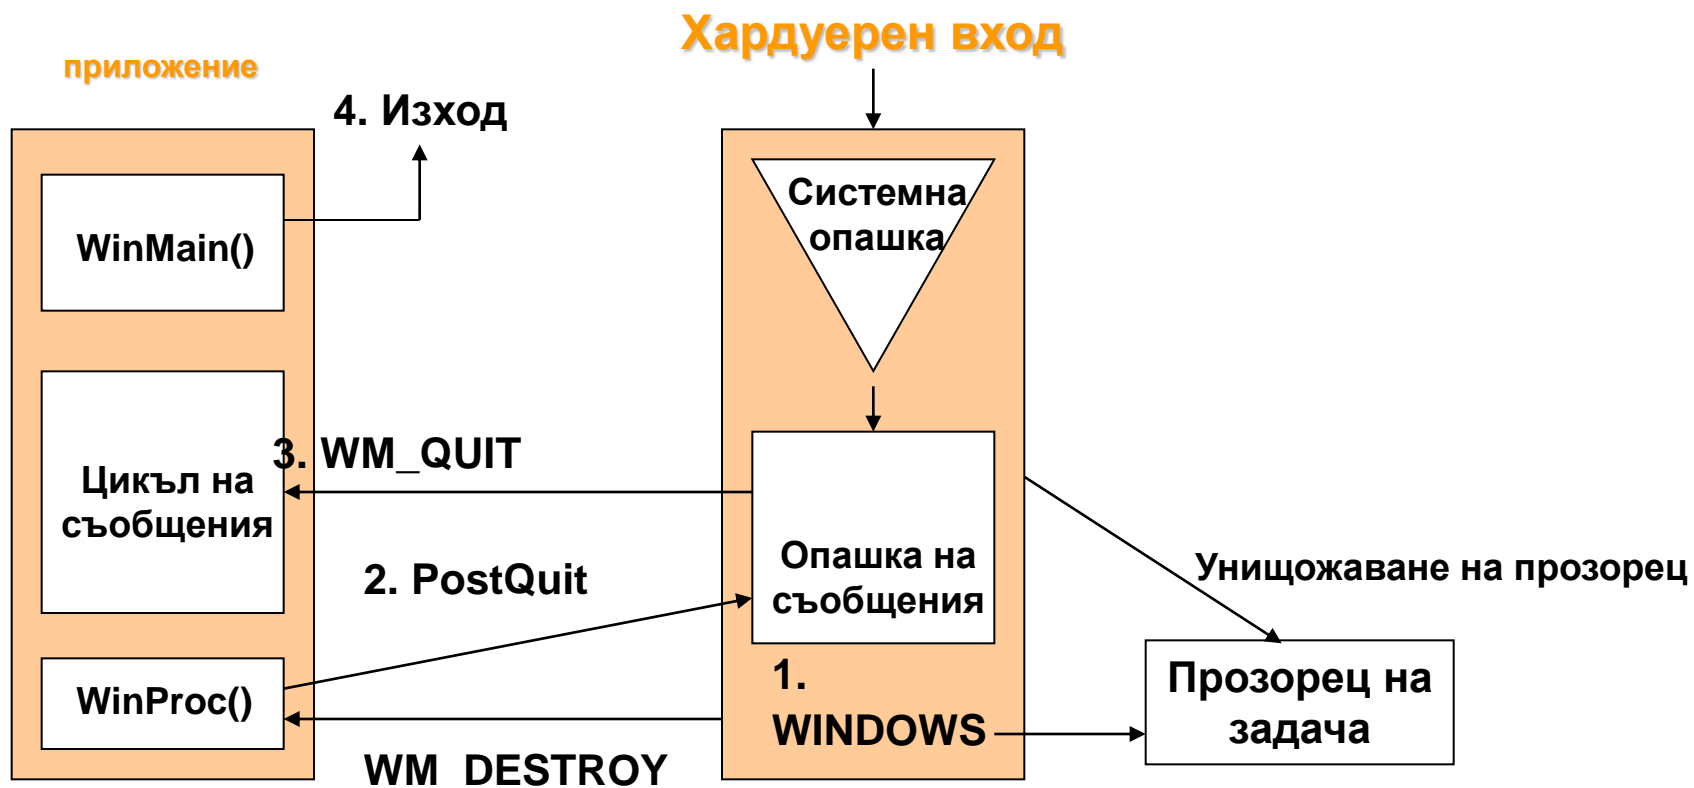 Хардуерен вход
приложение
4. Изход
WinMain()
Системна
опашка
3. WM_QUIT
Цикъл на
съобщения
2. PostQuit
Опашка на
съобщения
Унищожаване на прозорец
WinProc()
1.
WINDOWS
Прозорец на
задача
WM_DESTROY